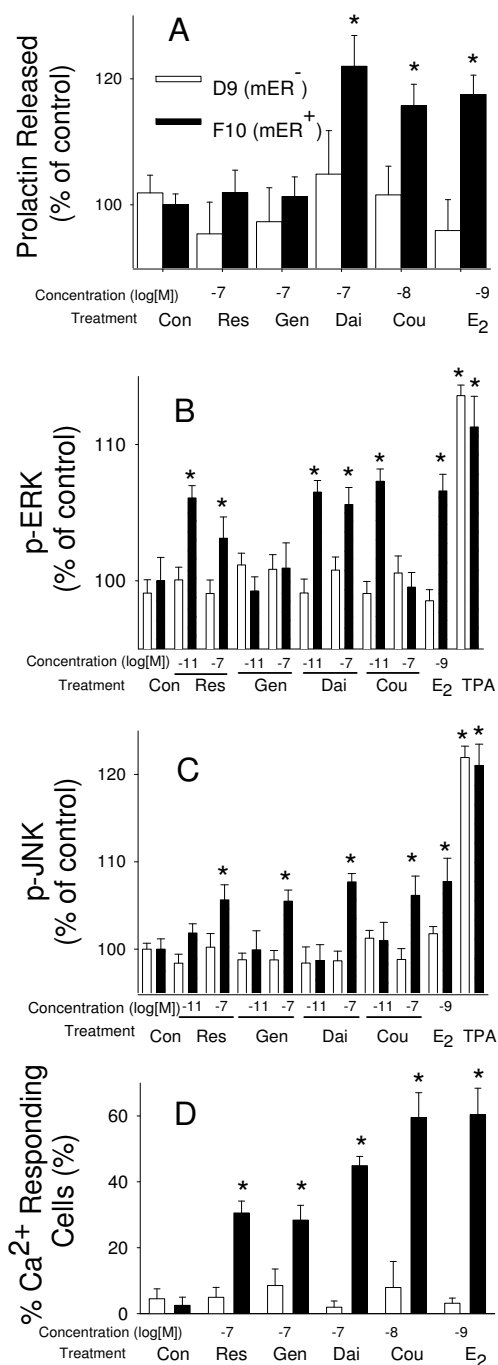 A
Prolactin Released
(% of control)
120
100
D9 (mER-)
F10 (mER+)
* * *
Concentration (log[M]) -7 -7 -7 -8 -9
Treatment Con Res Gen Dai Cou E2
B
p-ERK
(% of control)
110
100
* * * * * * * *
Concentration (log[M]) -11 -7 -11 -7 -11 -7 -11 -7 -9
Treatment Con Res Gen Dai Cou E2 TPA
C
p-JNK
(% of control)
120
110
100
* * * * * * *
Concentration (log[M]) -11 -7 -11 -7 -11 -7 -11 -7 -9
Treatment Con Res Gen Dai Cou E2 TPA
D
% Ca2+ Responding
Cells (%)
60
40
20
0
* * * * *
Concentration (log[M]) -7 -7 -7 -8 -9
Treatment Con Res Gen Dai Cou E2